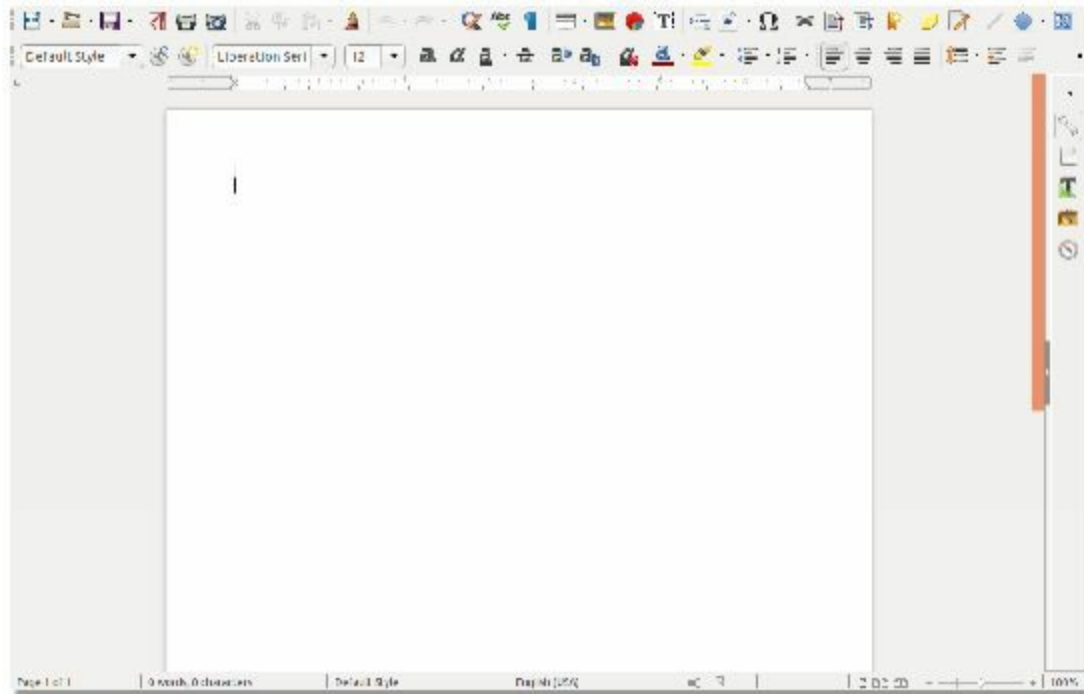 Default Style Liberation Seri 12
Page 1 of 1 0 words, 0 characters Default Style English (USA) 100%